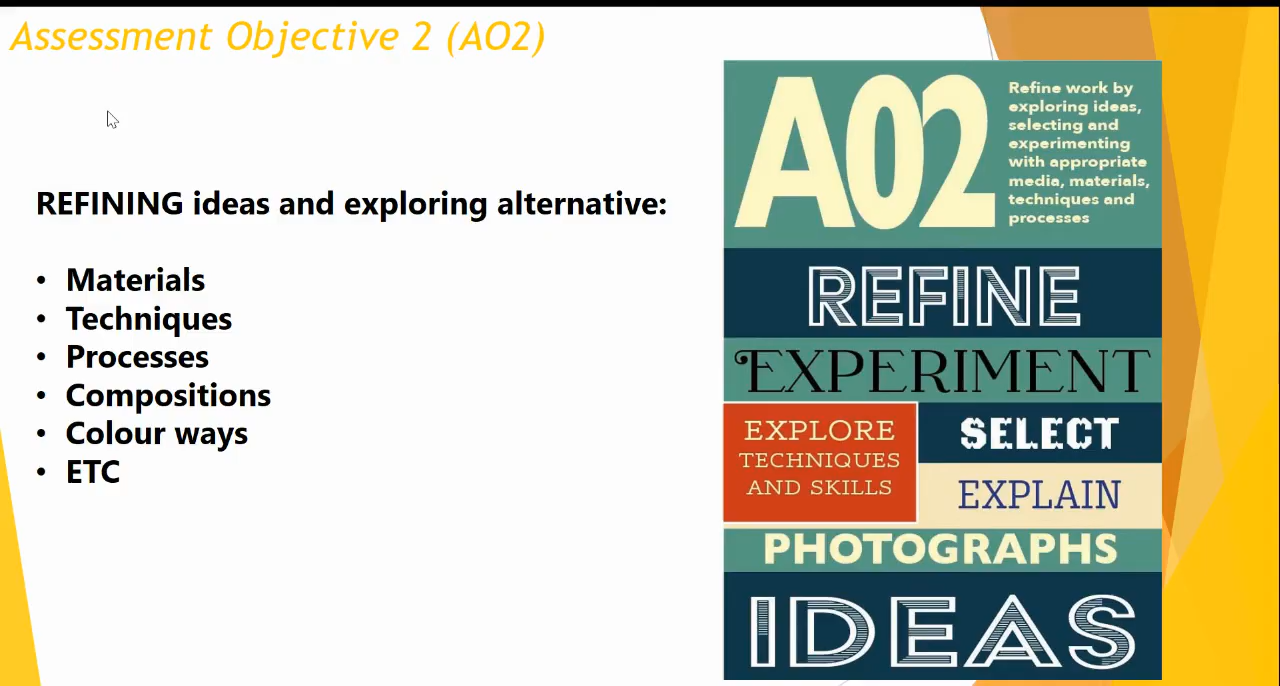 Assessment Objective 2 (AO2)
REFINING ideas and exploring alternative:
• Materials
• Techniques
• Processes
• Compositions
• Colour ways
• ETC
A02
Refine work by
exploring ideas,
selecting and
experimenting
with appropriate
media, materials,
techniques and
processes
REFINE
EXPERIMENT
EXPLORE
TECHNIQUES
AND SKILLS
SELECT
EXPLAIN
PHOTOGRAPHS
IDEAS